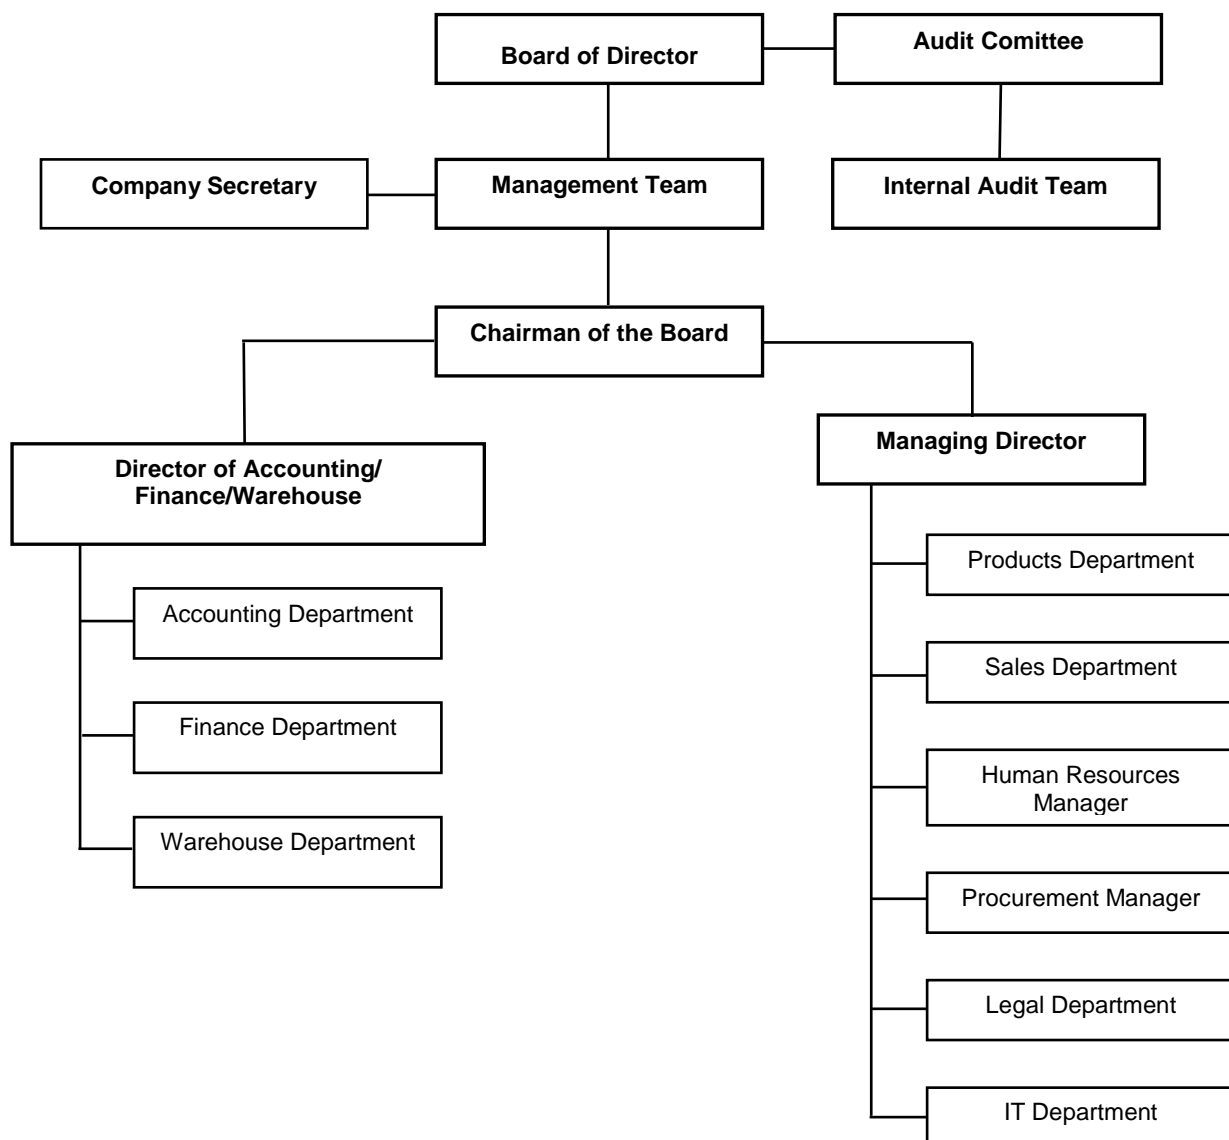 Board of Director
Audit Comittee
Company Secretary
Management Team
Internal Audit Team
Chairman of the Board
Director of Accounting/
Finance/Warehouse
Managing Director
Accounting Department
Finance Department
Warehouse Department
Products Department
Sales Department
Human Resources
Manager
Procurement Manager
Legal Department
IT Department